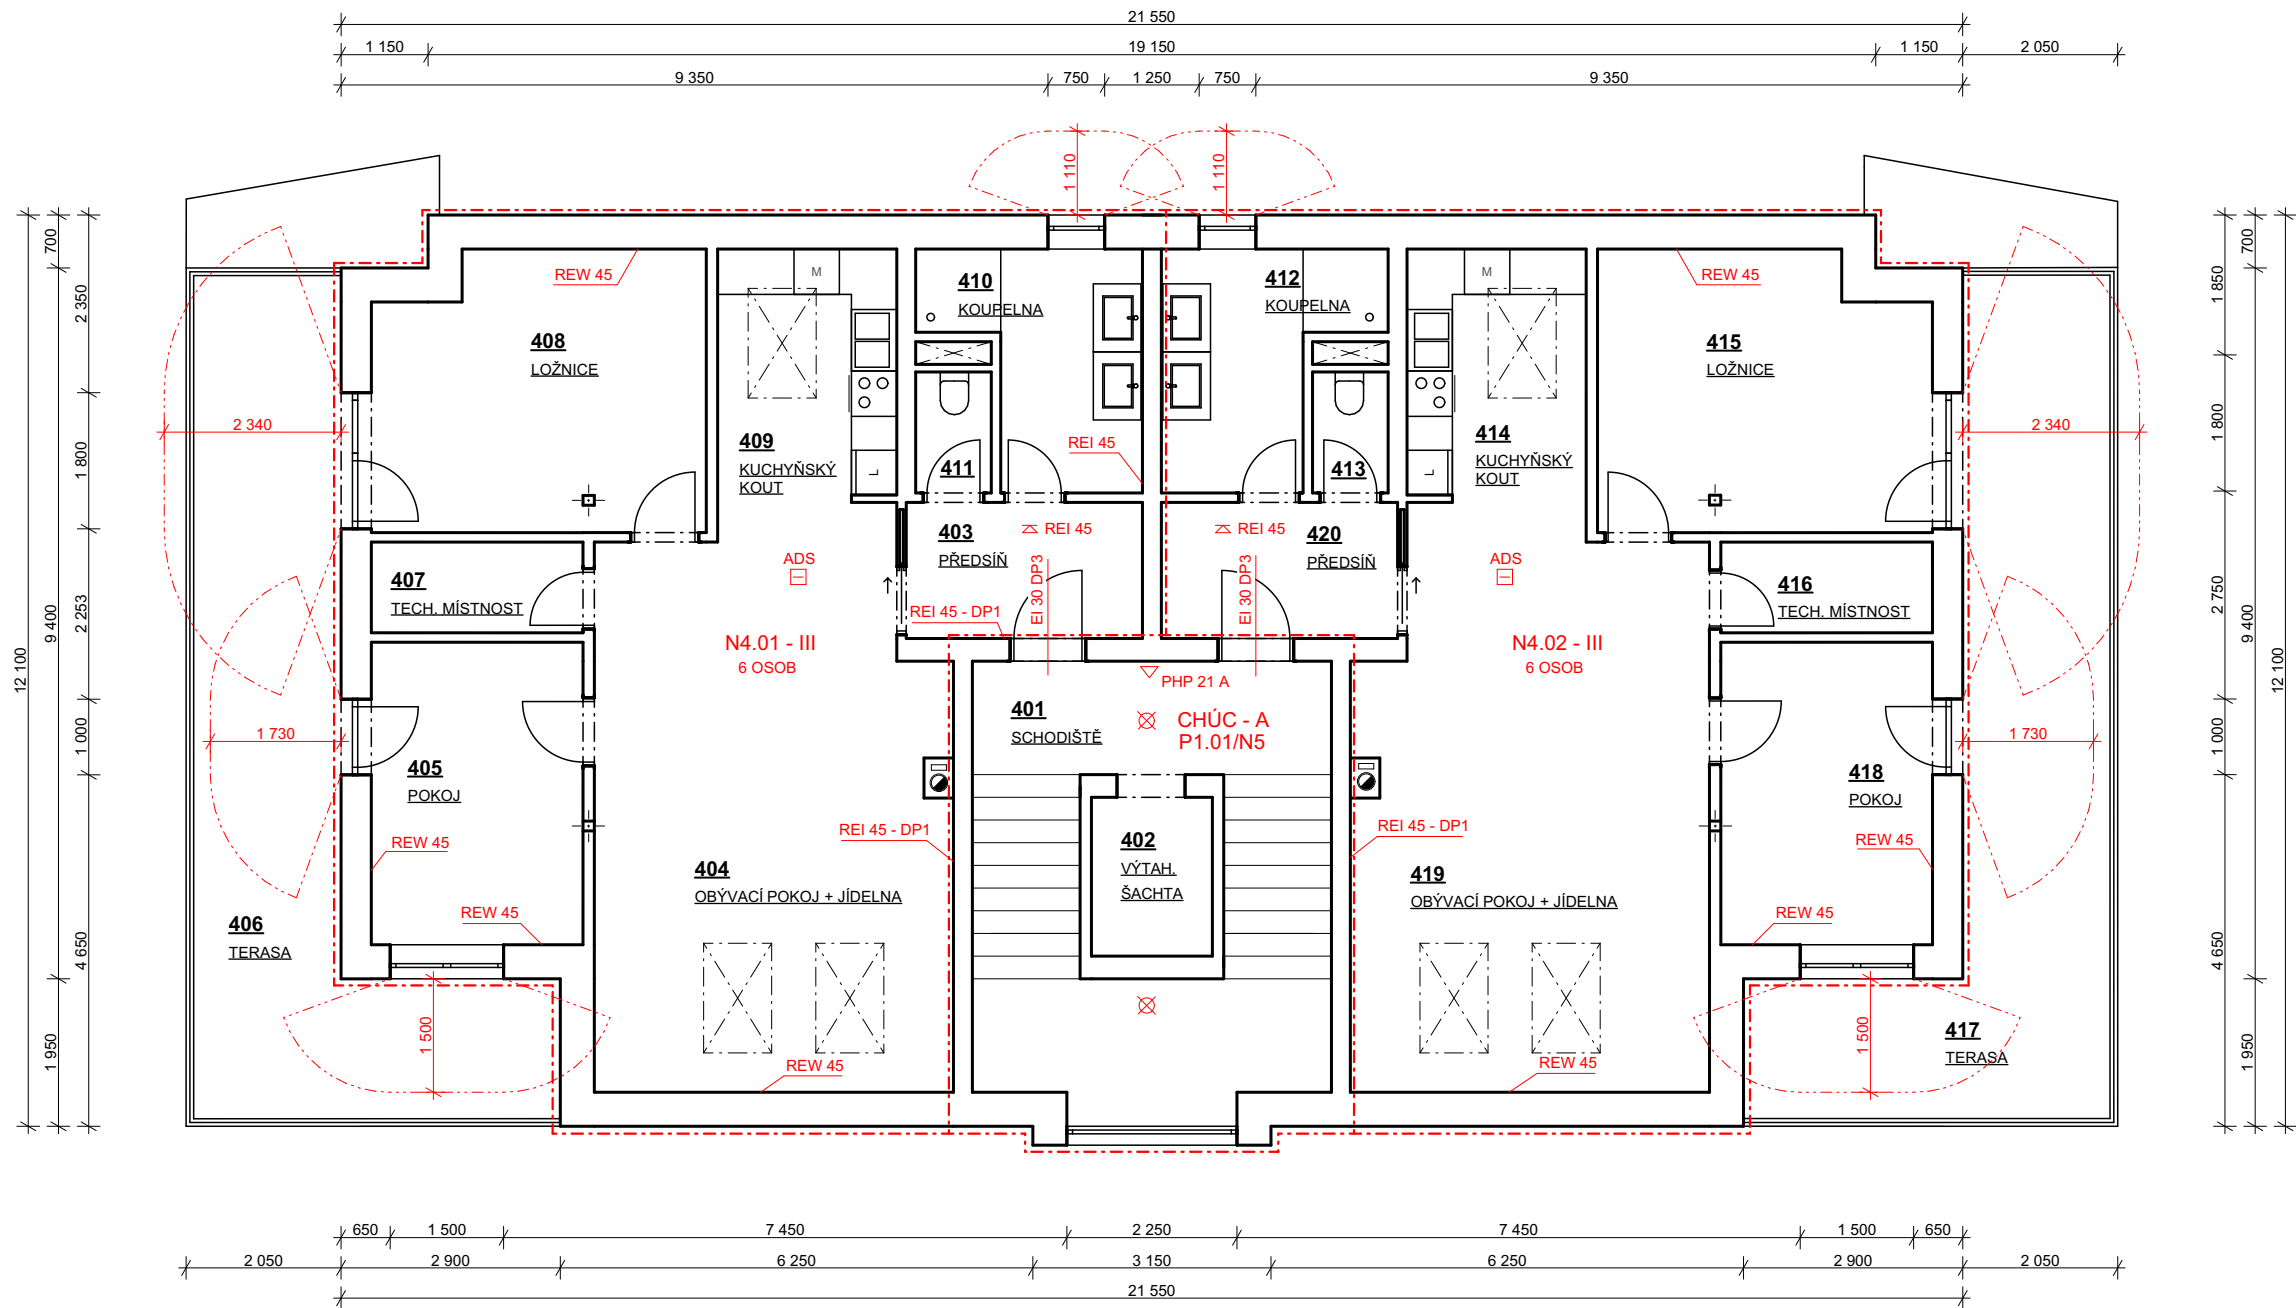 21 550
1 150
19 150
1 150
2 050
9 350
750
1 250
750
9 350
1 110
1 110
12 100
700
9 400
1 950
2 350
1 800
2 253
1 000
4 650
1 850
1 800
2 750
1 000
4 650
700
9 400
1 950
12 100
REW 45
M
410
KOUPELNA
412
KOUPELNA
M
REW 45
408
LOŽNICE
415
LOŽNICE
2 340
409
KUCHYŇSKÝ
KOUT
L
411
REI 45
413
L
414
KUCHYŇSKÝ
KOUT
2 340
403
PŘEDSÍŇ
REI 45
REI 45
420
PŘEDSÍŇ
ADS
ADS
407
TECH. MÍSTNOST
416
TECH. MÍSTNOST
REI 45 - DP1
EI 30 DP3
EI 30 DP3
N4.01 - III
6 OSOB
N4.02 - III
6 OSOB
PHP 21 A
401
SCHODIŠTĚ
CHÚC - A
P1.01/N5
1 730
1 730
405
POKOJ
418
POKOJ
REW 45
REI 45 - DP1
402
VÝTAH.
ŠACHTA
REI 45 - DP1
REW 45
404
OBÝVACÍ POKOJ + JÍDELNA
419
OBÝVACÍ POKOJ + JÍDELNA
REW 45
REW 45
406
TERASA
1 500
1 500
417
TERASA
REW 45
REW 45
650
1 500
7 450
2 250
7 450
1 500
650
2 050
2 900
6 250
3 150
6 250
2 900
2 050
21 550